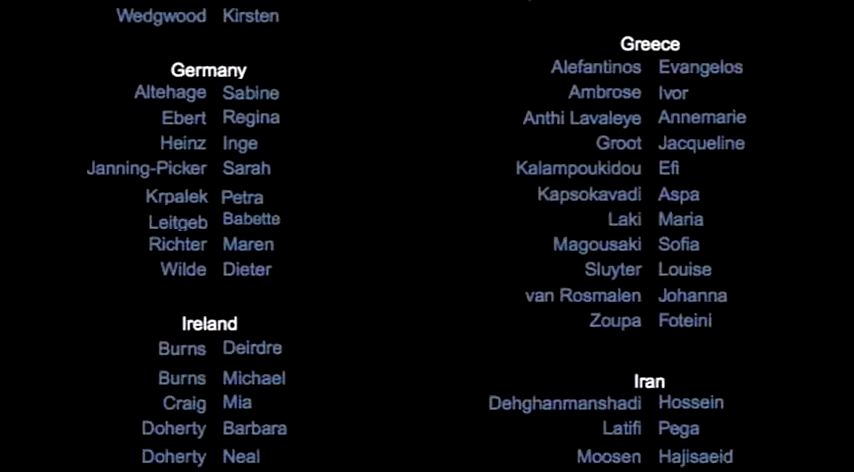 Wedgwood Kirsten
Germany
Altehage Sabine
Ebert Regina
Heinz Inge
Janning-Picker Sarah
Krpalek Petra
Leitgeb Babette
Richter Maren
Wilde Dieter
Ireland
Burns Deirdre
Burns Michael
Craig Mia
Doherty Barbara
Doherty Neal
Greece
Alefantinos Evangelos
Ambrose Ivor
Anthi Lavaleye Annemarie
Groot Jacqueline
Kalampoukidou Efi
Kapsokavadi Aspa
Laki Maria
Magousaki Sofia
Sluyter Louise
van Rosmalen Johanna
Zoupa Foteini
Iran
Dehghanmanshadi Hossein
Latifi Pega
Moosen Hajisaeid